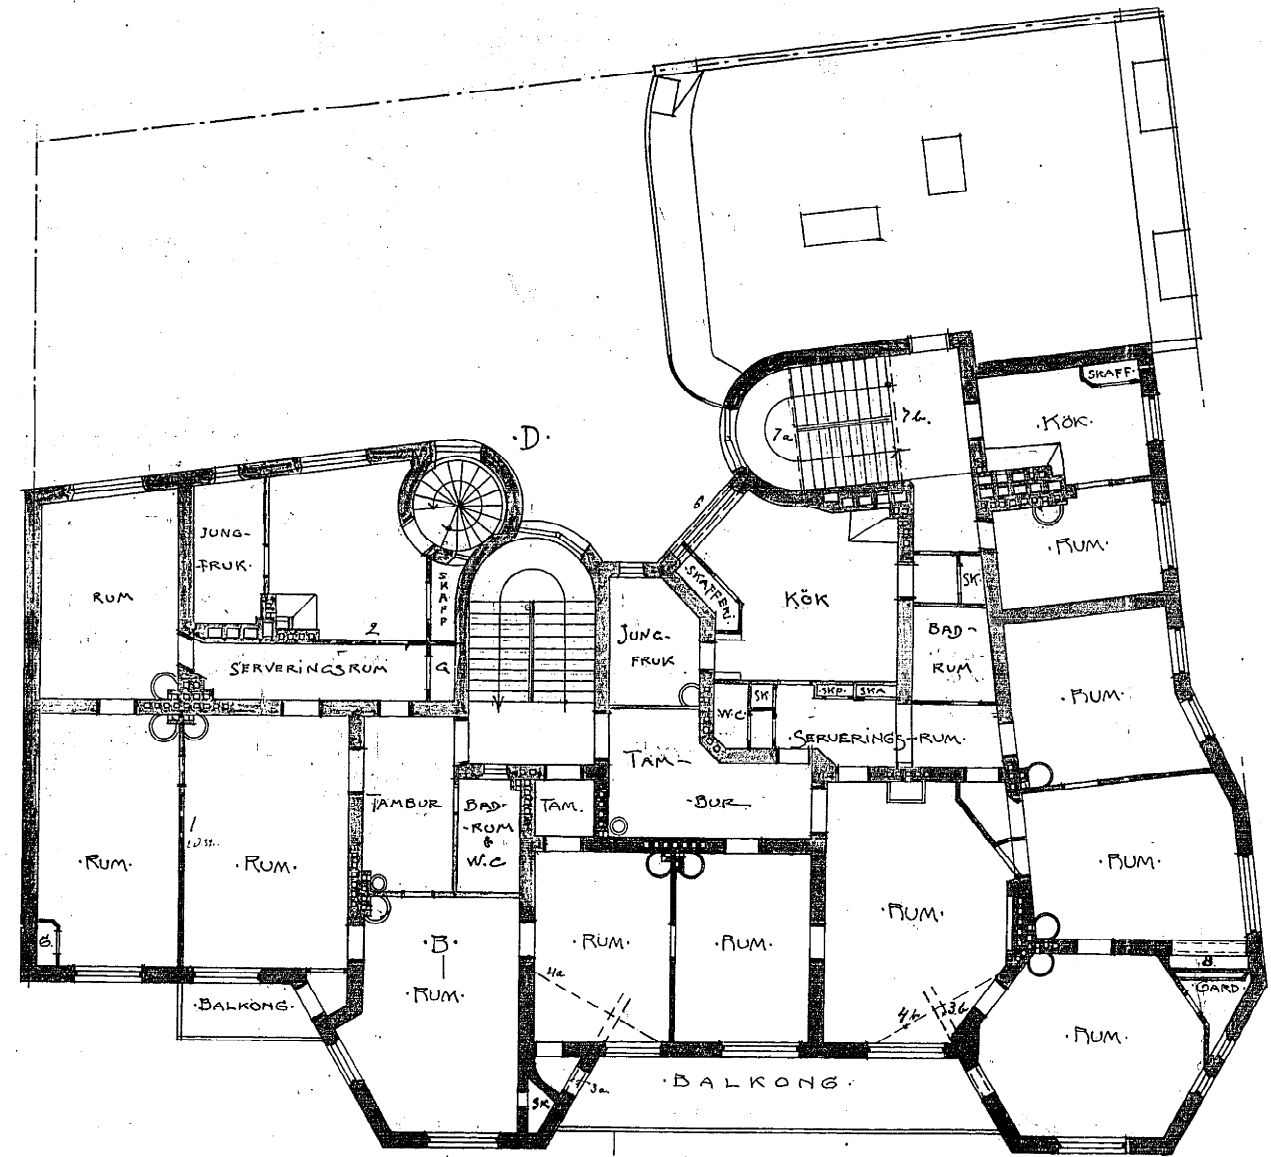 SKAFF.
·KÖK·
·D·
7a
7b.
6
JUNG-
FRUK.
RUM
SKAFF
2
SERVERINGSRUM
G
·RUM·
SK.
SKAFFERI
KÖK
JUNG-
FRUK
BAD-
RUM
·RUM·
W.C.
SK
SKP.
SKA
·SERVERINGS-RUM·
TAM-
-BUR
TAMBUR
BAD-
-RUM
&
W.C
TAM.
1
·RUM·
·RUM·
·RUM·
G.
·B·
·RUM·
·RUM·
·RUM·
·RUM·
4a
4b
3b
8
·GARD·
·BALKONG·
·RUM·
·BALKONG·
3a
SK